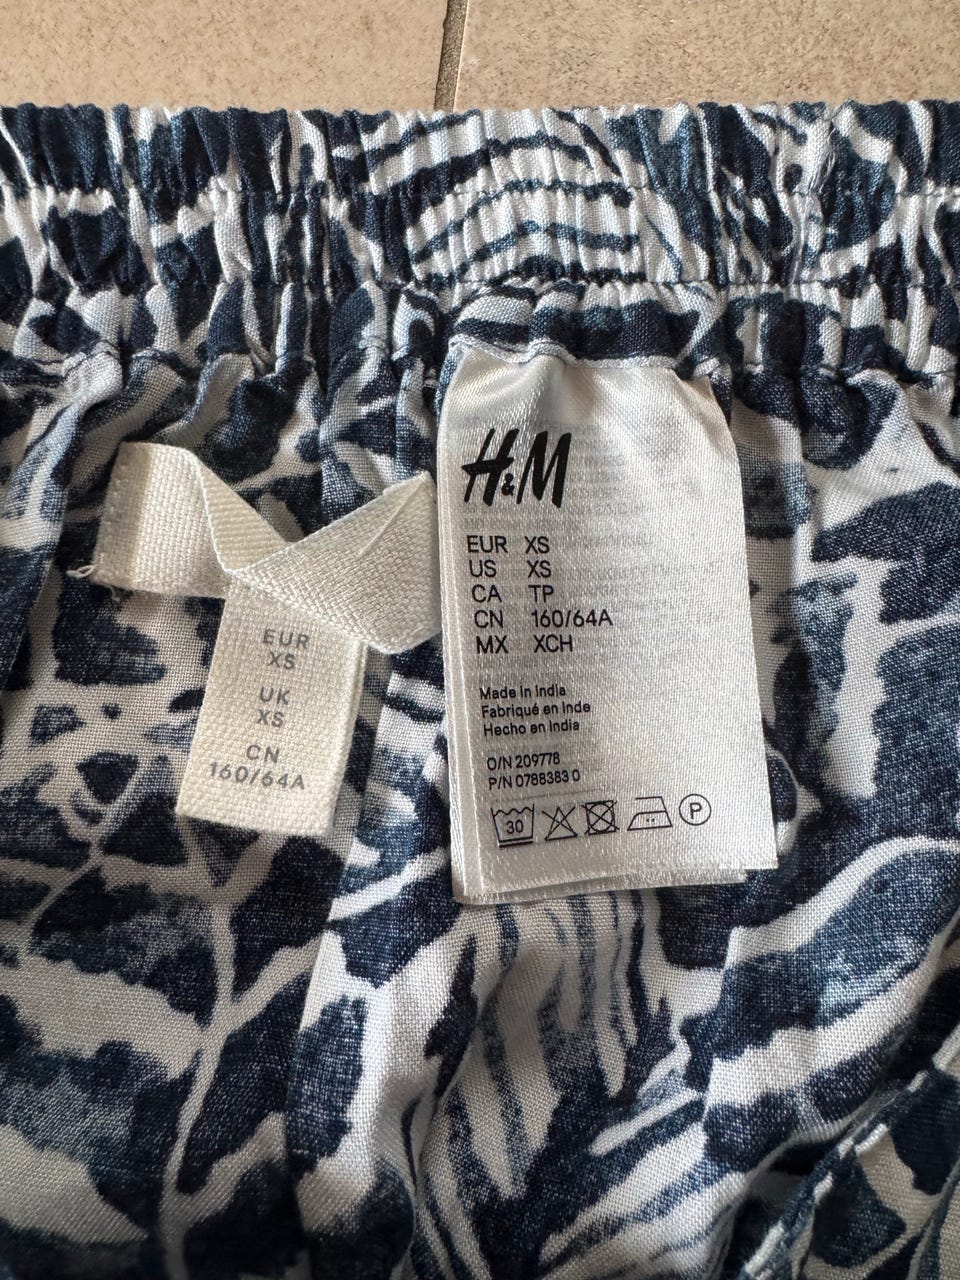 EUR
XS
UK
XS
CN
160/64A
H&M
EUR XS
US XS
CA TP
CN 160/64A
MX XCH
Made in India
Fabriqué en Inde
Hecho en India
O/N 209778
P/N 0788383 0
30
P